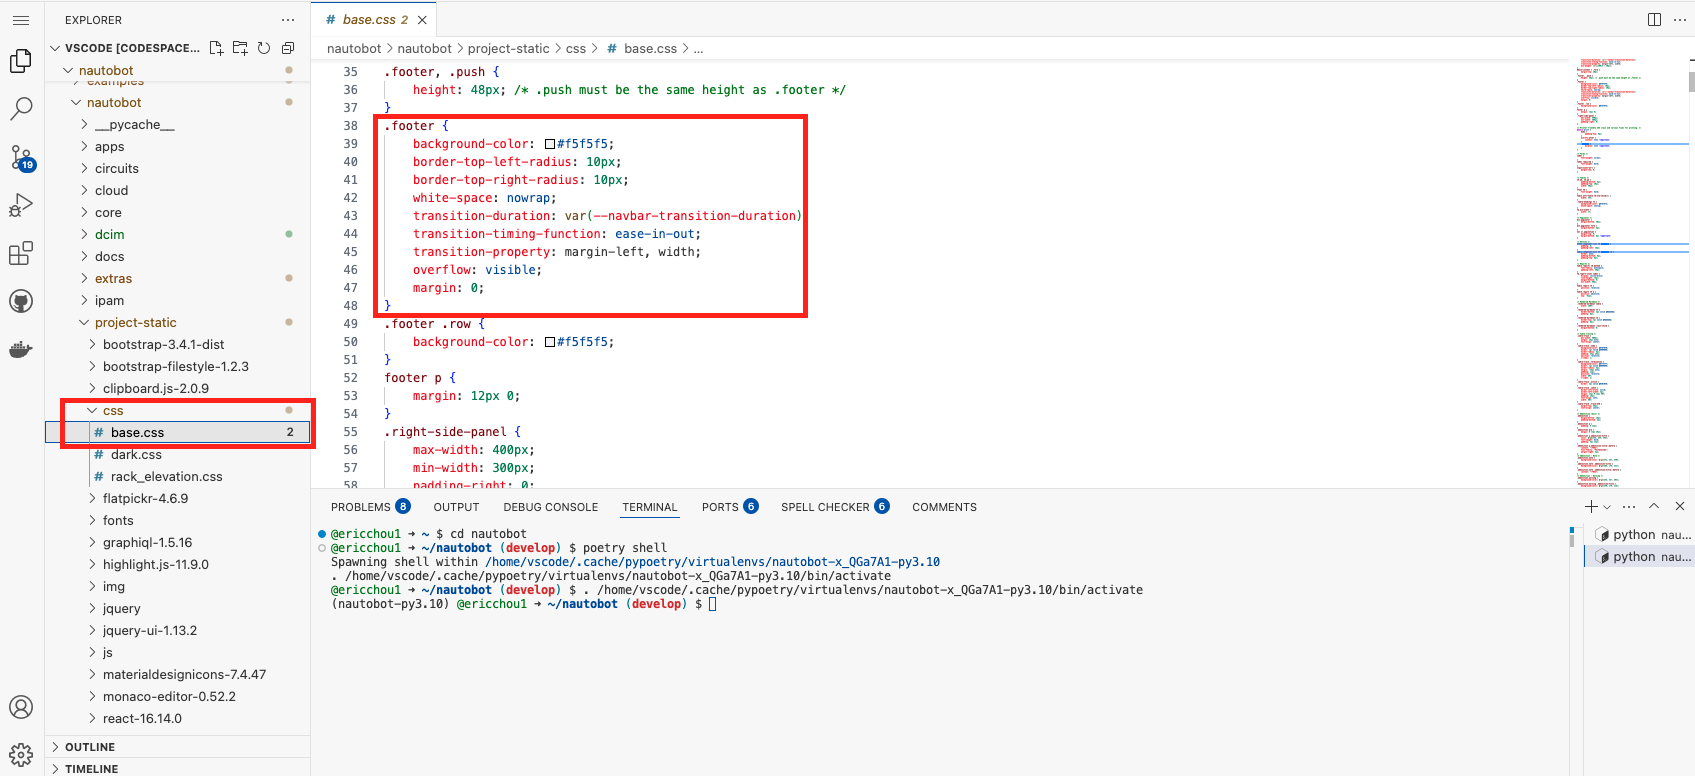 EXPLORER
VSCODE [CODESPACE...
nautobot
examples
nautobot
__pycache__
apps
circuits
cloud
core
dcim
docs
extras
ipam
project-static
bootstrap-3.4.1-dist
bootstrap-filestyle-1.2.3
clipboard.js-2.0.9
css
# base.css 2
# dark.css
# rack_elevation.css
flatpickr-4.6.9
fonts
graphiql-1.5.16
highlight.js-11.9.0
img
jquery
jquery-ui-1.13.2
js
materialdesignicons-7.4.47
monaco-editor-0.52.2
react-16.14.0
OUTLINE
TIMELINE
19
# base.css 2
nautobot > nautobot > project-static > css > # base.css > ...
35 .footer, .push {
36 height: 48px; /* .push must be the same height as .footer */
37 }
38 .footer {
39 background-color: #f5f5f5;
40 border-top-left-radius: 10px;
41 border-top-right-radius: 10px;
42 white-space: nowrap;
43 transition-duration: var(--navbar-transition-duration)
44 transition-timing-function: ease-in-out;
45 transition-property: margin-left, width;
46 overflow: visible;
47 margin: 0;
48 }
49 .footer .row {
50 background-color: #f5f5f5;
51 }
52 footer p {
53 margin: 12px 0;
54 }
55 .right-side-panel {
56 max-width: 400px;
57 min-width: 300px;
58 padding-right: 0;
PROBLEMS 8 OUTPUT DEBUG CONSOLE TERMINAL PORTS 6 SPELL CHECKER 6 COMMENTS
@ericchou1 ➜ ~ $ cd nautobot
@ericchou1 ➜ ~/nautobot (develop) $ poetry shell
Spawning shell within /home/vscode/.cache/pypoetry/virtualenvs/nautobot-x_QGa7A1-py3.10
. /home/vscode/.cache/pypoetry/virtualenvs/nautobot-x_QGa7A1-py3.10/bin/activate
@ericchou1 ➜ ~/nautobot (develop) $ . /home/vscode/.cache/pypoetry/virtualenvs/nautobot-x_QGa7A1-py3.10/bin/activate
(nautobot-py3.10) @ericchou1 ➜ ~/nautobot (develop) $
python nau...
python nau...